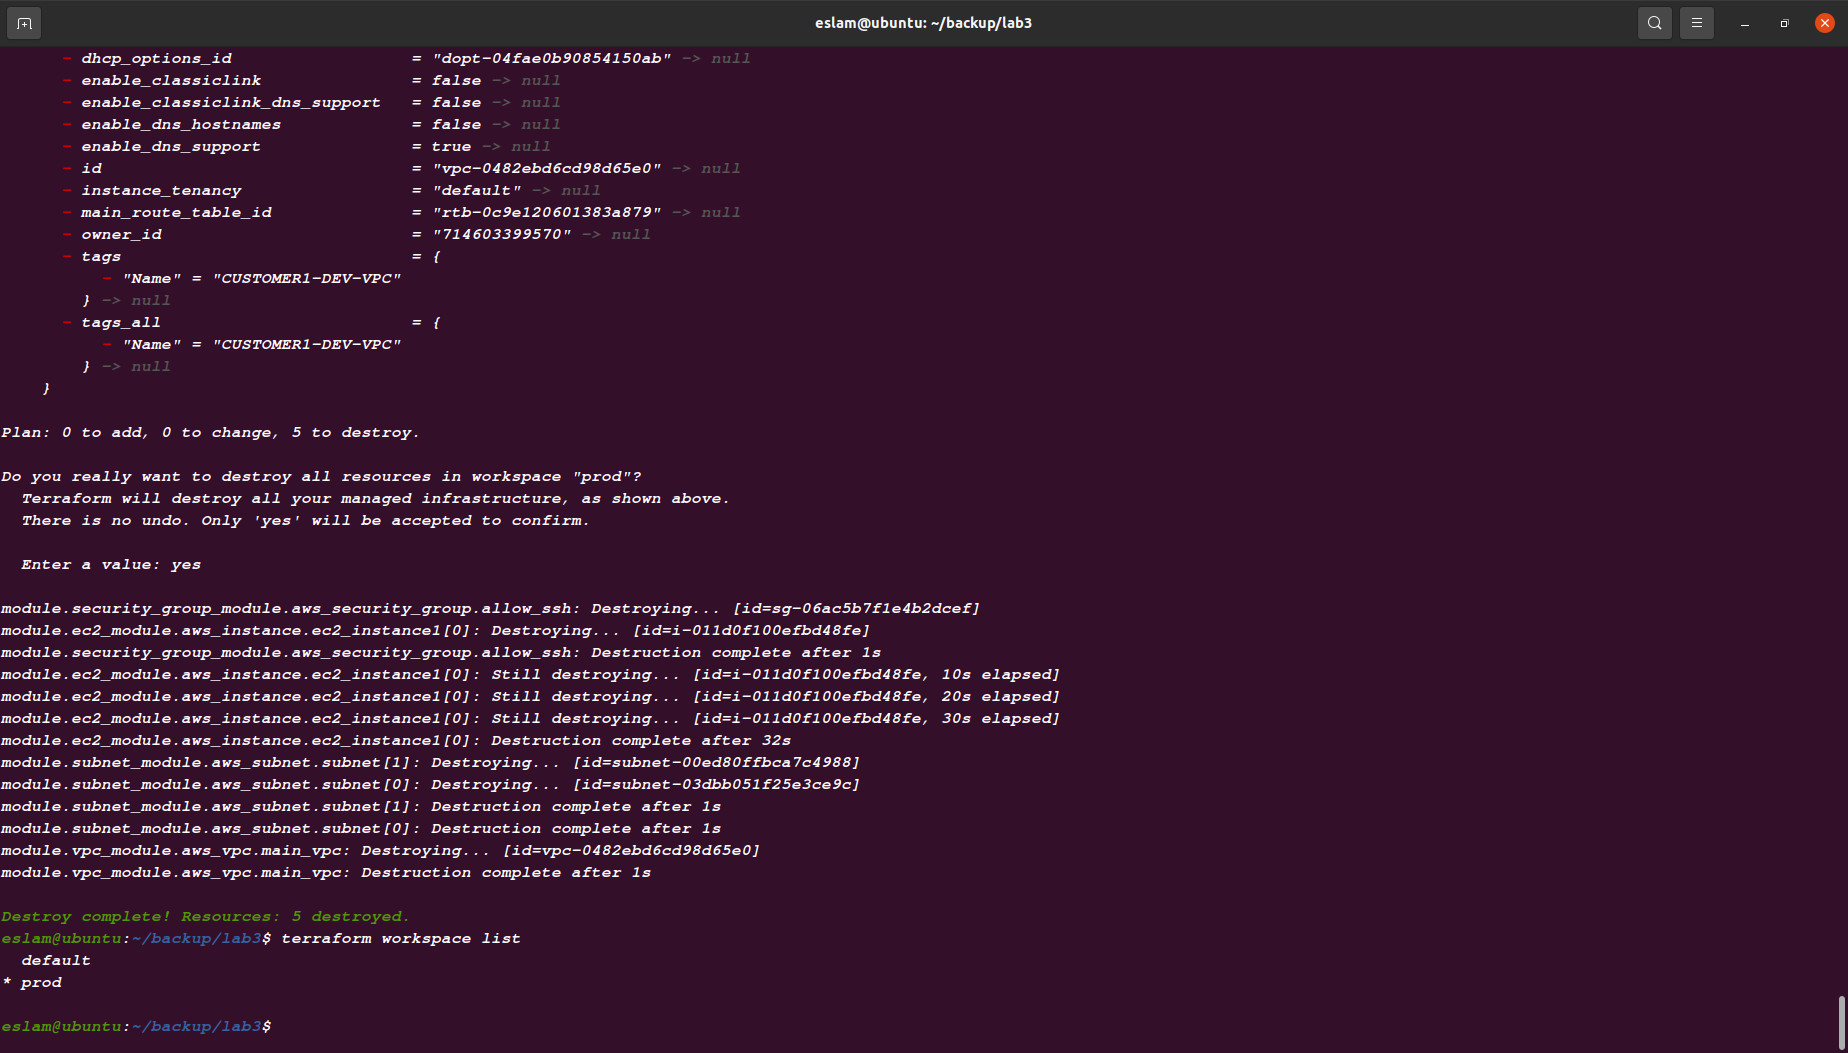 eslam@ubuntu: ~/backup/lab3
- dhcp_options_id = "dopt-04fae0b90854150ab" -> null
- enable_classiclink = false -> null
- enable_classiclink_dns_support = false -> null
- enable_dns_hostnames = false -> null
- enable_dns_support = true -> null
- id = "vpc-0482ebd6cd98d65e0" -> null
- instance_tenancy = "default" -> null
- main_route_table_id = "rtb-0c9e120601383a879" -> null
- owner_id = "714603399570" -> null
- tags = {
- "Name" = "CUSTOMER1-DEV-VPC"
} -> null
- tags_all = {
- "Name" = "CUSTOMER1-DEV-VPC"
} -> null
}
Plan: 0 to add, 0 to change, 5 to destroy.
Do you really want to destroy all resources in workspace "prod"?
Terraform will destroy all your managed infrastructure, as shown above.
There is no undo. Only 'yes' will be accepted to confirm.
Enter a value: yes
module.security_group_module.aws_security_group.allow_ssh: Destroying... [id=sg-06ac5b7f1e4b2dcef]
module.ec2_module.aws_instance.ec2_instance1[0]: Destroying... [id=i-011d0f100efbd48fe]
module.security_group_module.aws_security_group.allow_ssh: Destruction complete after 1s
module.ec2_module.aws_instance.ec2_instance1[0]: Still destroying... [id=i-011d0f100efbd48fe, 10s elapsed]
module.ec2_module.aws_instance.ec2_instance1[0]: Still destroying... [id=i-011d0f100efbd48fe, 20s elapsed]
module.ec2_module.aws_instance.ec2_instance1[0]: Still destroying... [id=i-011d0f100efbd48fe, 30s elapsed]
module.ec2_module.aws_instance.ec2_instance1[0]: Destruction complete after 32s
module.subnet_module.aws_subnet.subnet[1]: Destroying... [id=subnet-00ed80ffbca7c4988]
module.subnet_module.aws_subnet.subnet[0]: Destroying... [id=subnet-03dbb051f25e3ce9c]
module.subnet_module.aws_subnet.subnet[1]: Destruction complete after 1s
module.subnet_module.aws_subnet.subnet[0]: Destruction complete after 1s
module.vpc_module.aws_vpc.main_vpc: Destroying... [id=vpc-0482ebd6cd98d65e0]
module.vpc_module.aws_vpc.main_vpc: Destruction complete after 1s
Destroy complete! Resources: 5 destroyed.
eslam@ubuntu:~/backup/lab3$ terraform workspace list
default
* prod
eslam@ubuntu:~/backup/lab3$